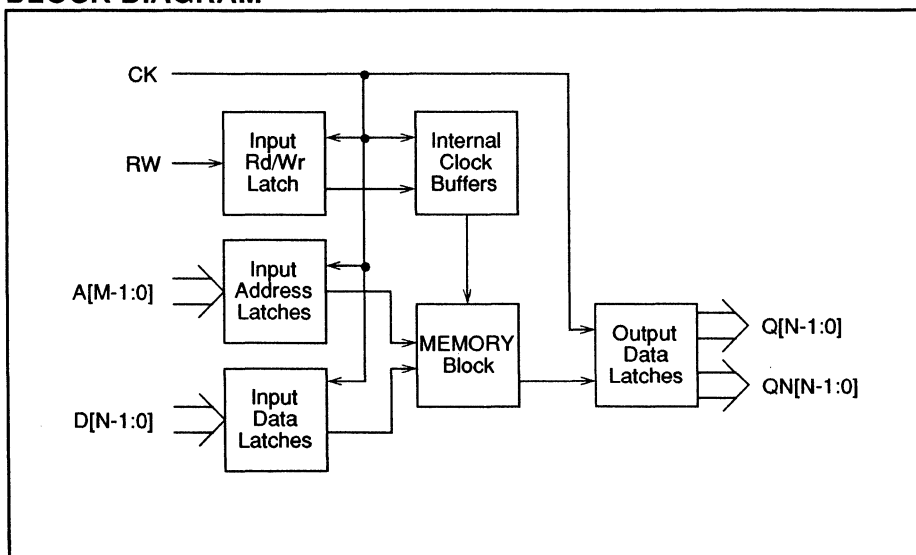 BLOCK DIAGRAM
CK
RW
Input
Rd/Wr
Latch
Internal
Clock
Buffers
A[M-1:0]
Input
Address
Latches
MEMORY
Block
Output
Data
Latches
Q[N-1:0]
QN[N-1:0]
D[N-1:0]
Input
Data
Latches